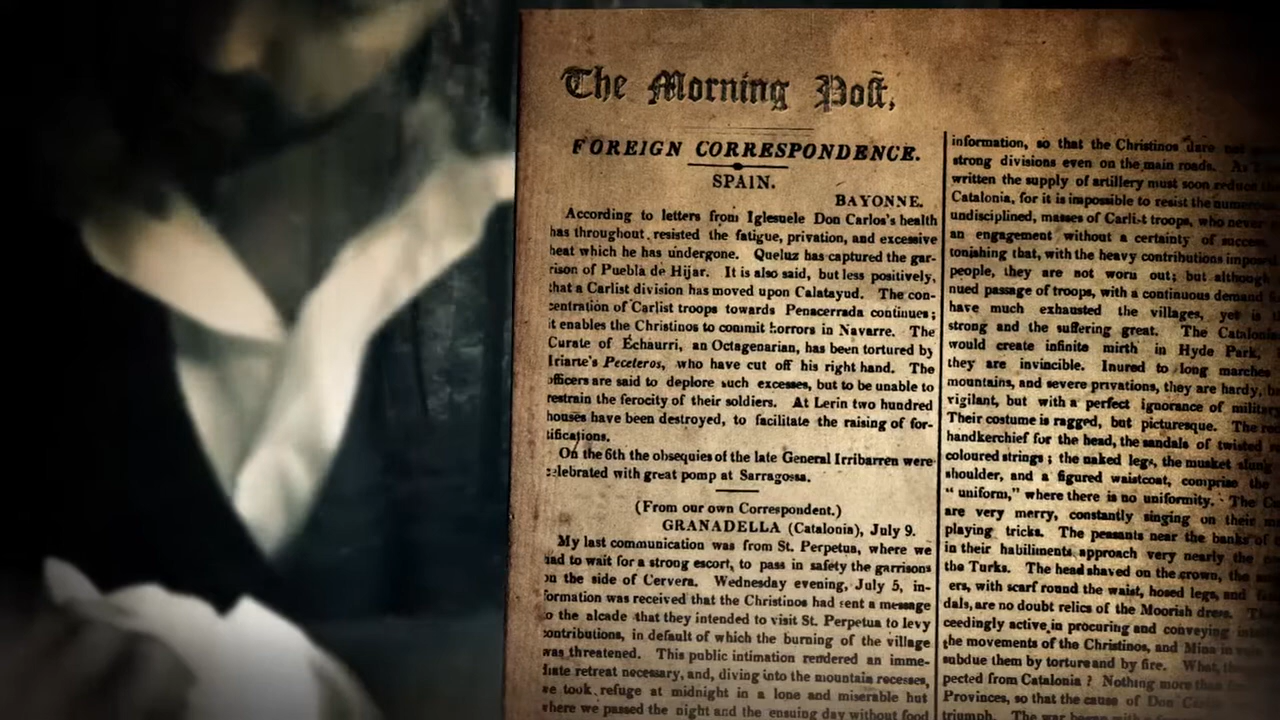 The Morning Post,
FOREIGN CORRESPONDENCE.
SPAIN.
BAYONNE.
According to letters from Iglesuele Don Carlos's health
has throughout resisted the fatigue, privation, and excessive
heat which he has undergone. Queluz has captured the gar-
rison of Puebla de Hijar. It is also said, but less positively,
that a Carlist division has moved upon Calatayud. The con-
centration of Carlist troops towards Penacerrada continues;
it enables the Christinos to commit horrors in Navarre. The
Curate of Echaurri, an Octagenarian, has been tortured by
Iriarte's Peceteros, who have cut off his right hand. The
officers are said to deplore such excesses, but to be unable to
restrain the ferocity of their soldiers. At Lerin two hundred
houses have been destroyed, to facilitate the raising of for-
tifications.
On the 6th the obsequies of the late General Irribarren were
celebrated with great pomp at Sarragossa.
(From our own Correspondent.)
GRANADELLA (Catalonia), July 9.
My last communication was from St. Perpetua, where we
had to wait for a strong escort, to pass in safety the garrisons
on the side of Cervera. Wednesday evening, July 5, in-
formation was received that the Christinos had sent a message
to the alcade that they intended to visit St. Perpetua to levy
contributions, in default of which the burning of the village
was threatened. This public intimation rendered an imme-
diate retreat necessary, and, diving into the mountain recesses,
we took refuge at midnight in a lone and miserable hut
where we passed the night and the ensuing day without food
information, so that the Christinos dare not
strong divisions even on the main roads. As I
written the supply of artillery must soon reduce
Catalonia, for it is impossible to resist the numerous
undisciplined, masses of Carlist troops, who never
an engagement without a certainty of success.
tonishing that, with the heavy contributions
people, they are not worn out; but although
nued passage of troops, with a continuous demand
have much exhausted the villages, yet is
strong and the suffering great. The Catalonia
would create infinite mirth in Hyde Park,
they are invincible. Inured to long marches
mountains, and severe privations, they are hardy,
vigilant, but with a perfect ignorance of military
Their costume is ragged, but picturesque. The red
handkerchief for the head, the sandals of twisted
coloured strings; the naked legs, the musket slung
shoulder, and a figured waistcoat, comprise the
"uniform," where there is no uniformity. The
are very merry, constantly singing on their
playing tricks. The peasants near the banks of
in their habiliments approach very nearly the
the Turks. The head shaved on the crown, the
ers, with scarf round the waist, hosed legs, and
dals, are no doubt relics of the Moorish dress.
ceedingly active in procuring and conveying
the movements of the Christinos, and Mina in
subdue them by torture and by fire. What,
pected from Catalonia? Nothing more than
Provinces, so that the cause of Don
triumph. The war